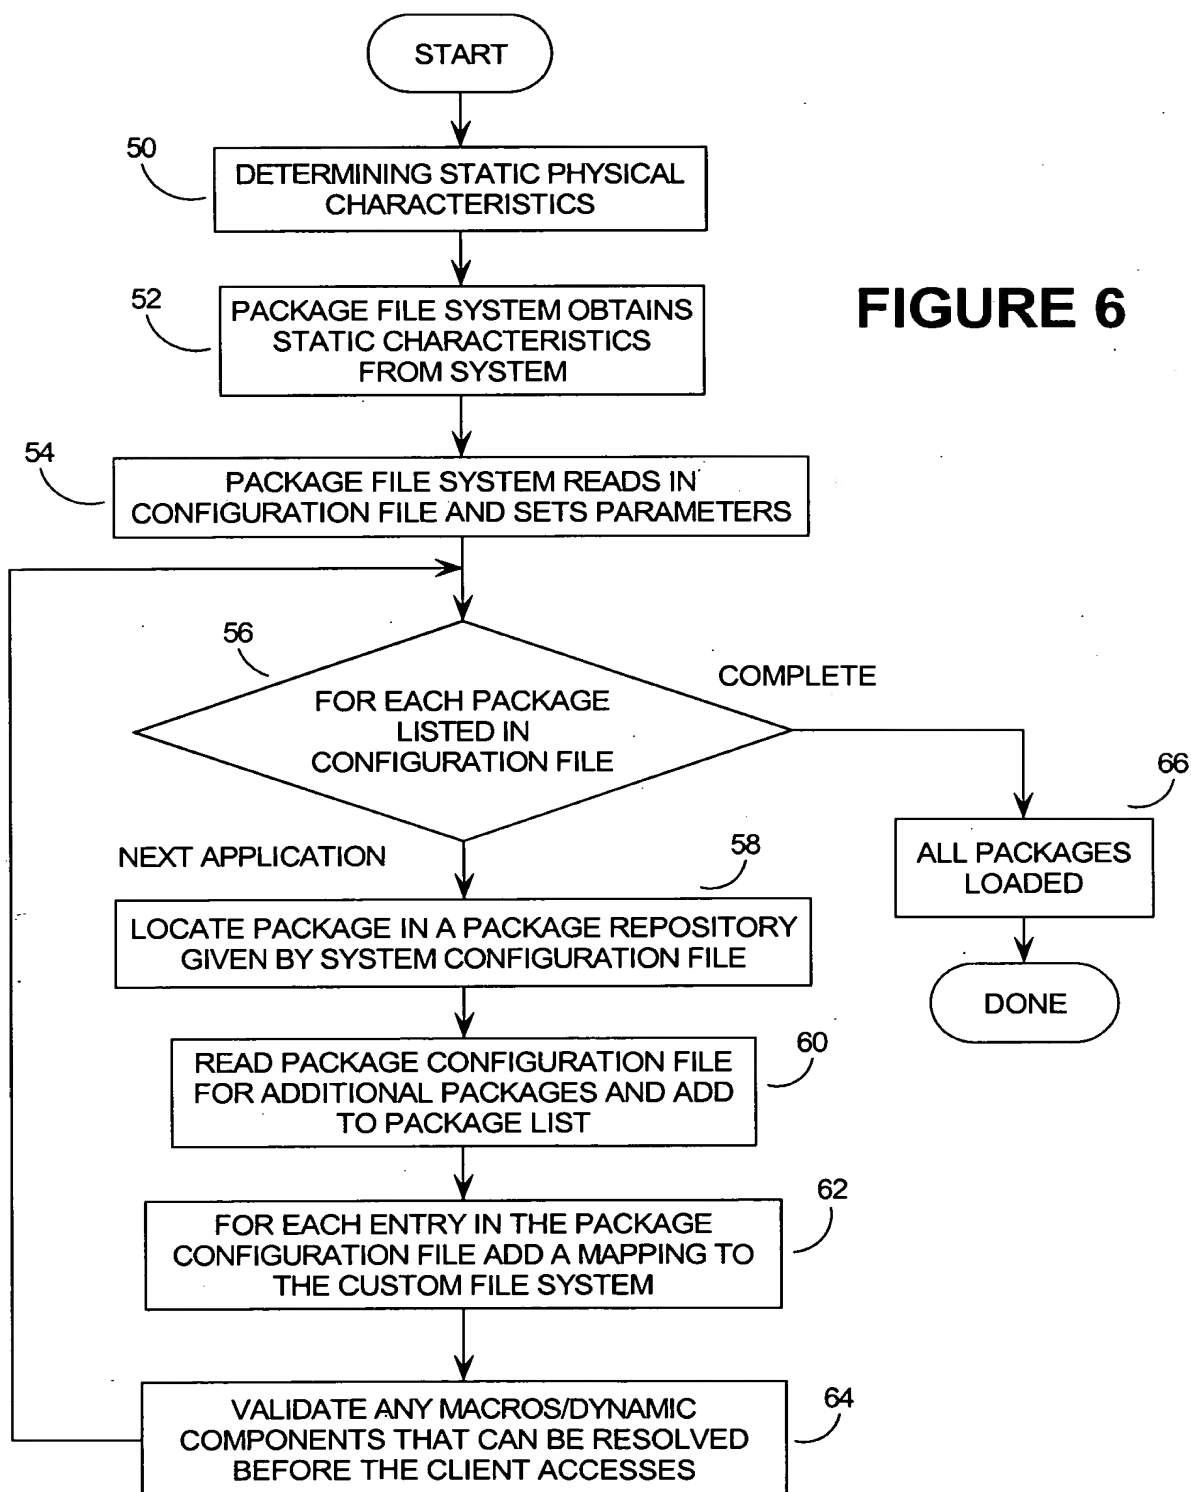 START
50
DETERMINING STATIC PHYSICAL
CHARACTERISTICS
52
PACKAGE FILE SYSTEM OBTAINS
STATIC CHARACTERISTICS
FROM SYSTEM
FIGURE 6
54
PACKAGE FILE SYSTEM READS IN
CONFIGURATION FILE AND SETS PARAMETERS
56
FOR EACH PACKAGE
LISTED IN
CONFIGURATION FILE
COMPLETE
66
ALL PACKAGES
LOADED
DONE
NEXT APPLICATION
58
LOCATE PACKAGE IN A PACKAGE REPOSITORY
GIVEN BY SYSTEM CONFIGURATION FILE
60
READ PACKAGE CONFIGURATION FILE
FOR ADDITIONAL PACKAGES AND ADD
TO PACKAGE LIST
62
FOR EACH ENTRY IN THE PACKAGE
CONFIGURATION FILE ADD A MAPPING TO
THE CUSTOM FILE SYSTEM
64
VALIDATE ANY MACROS/DYNAMIC
COMPONENTS THAT CAN BE RESOLVED
BEFORE THE CLIENT ACCESSES